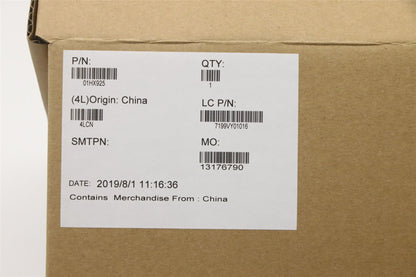 P/N: QTY:
01HX925 1
(4L)Origin: China LC P/N:
4LCN 7199VY01016
SMTPN: MO:
13176790
DATE: 2019/8/1 11:16:36
Contains Merchandise From : China